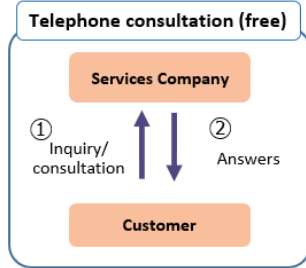 Telephone consultation (free)
Services Company
①
Inquiry/
consultation
②
Answers
Customer